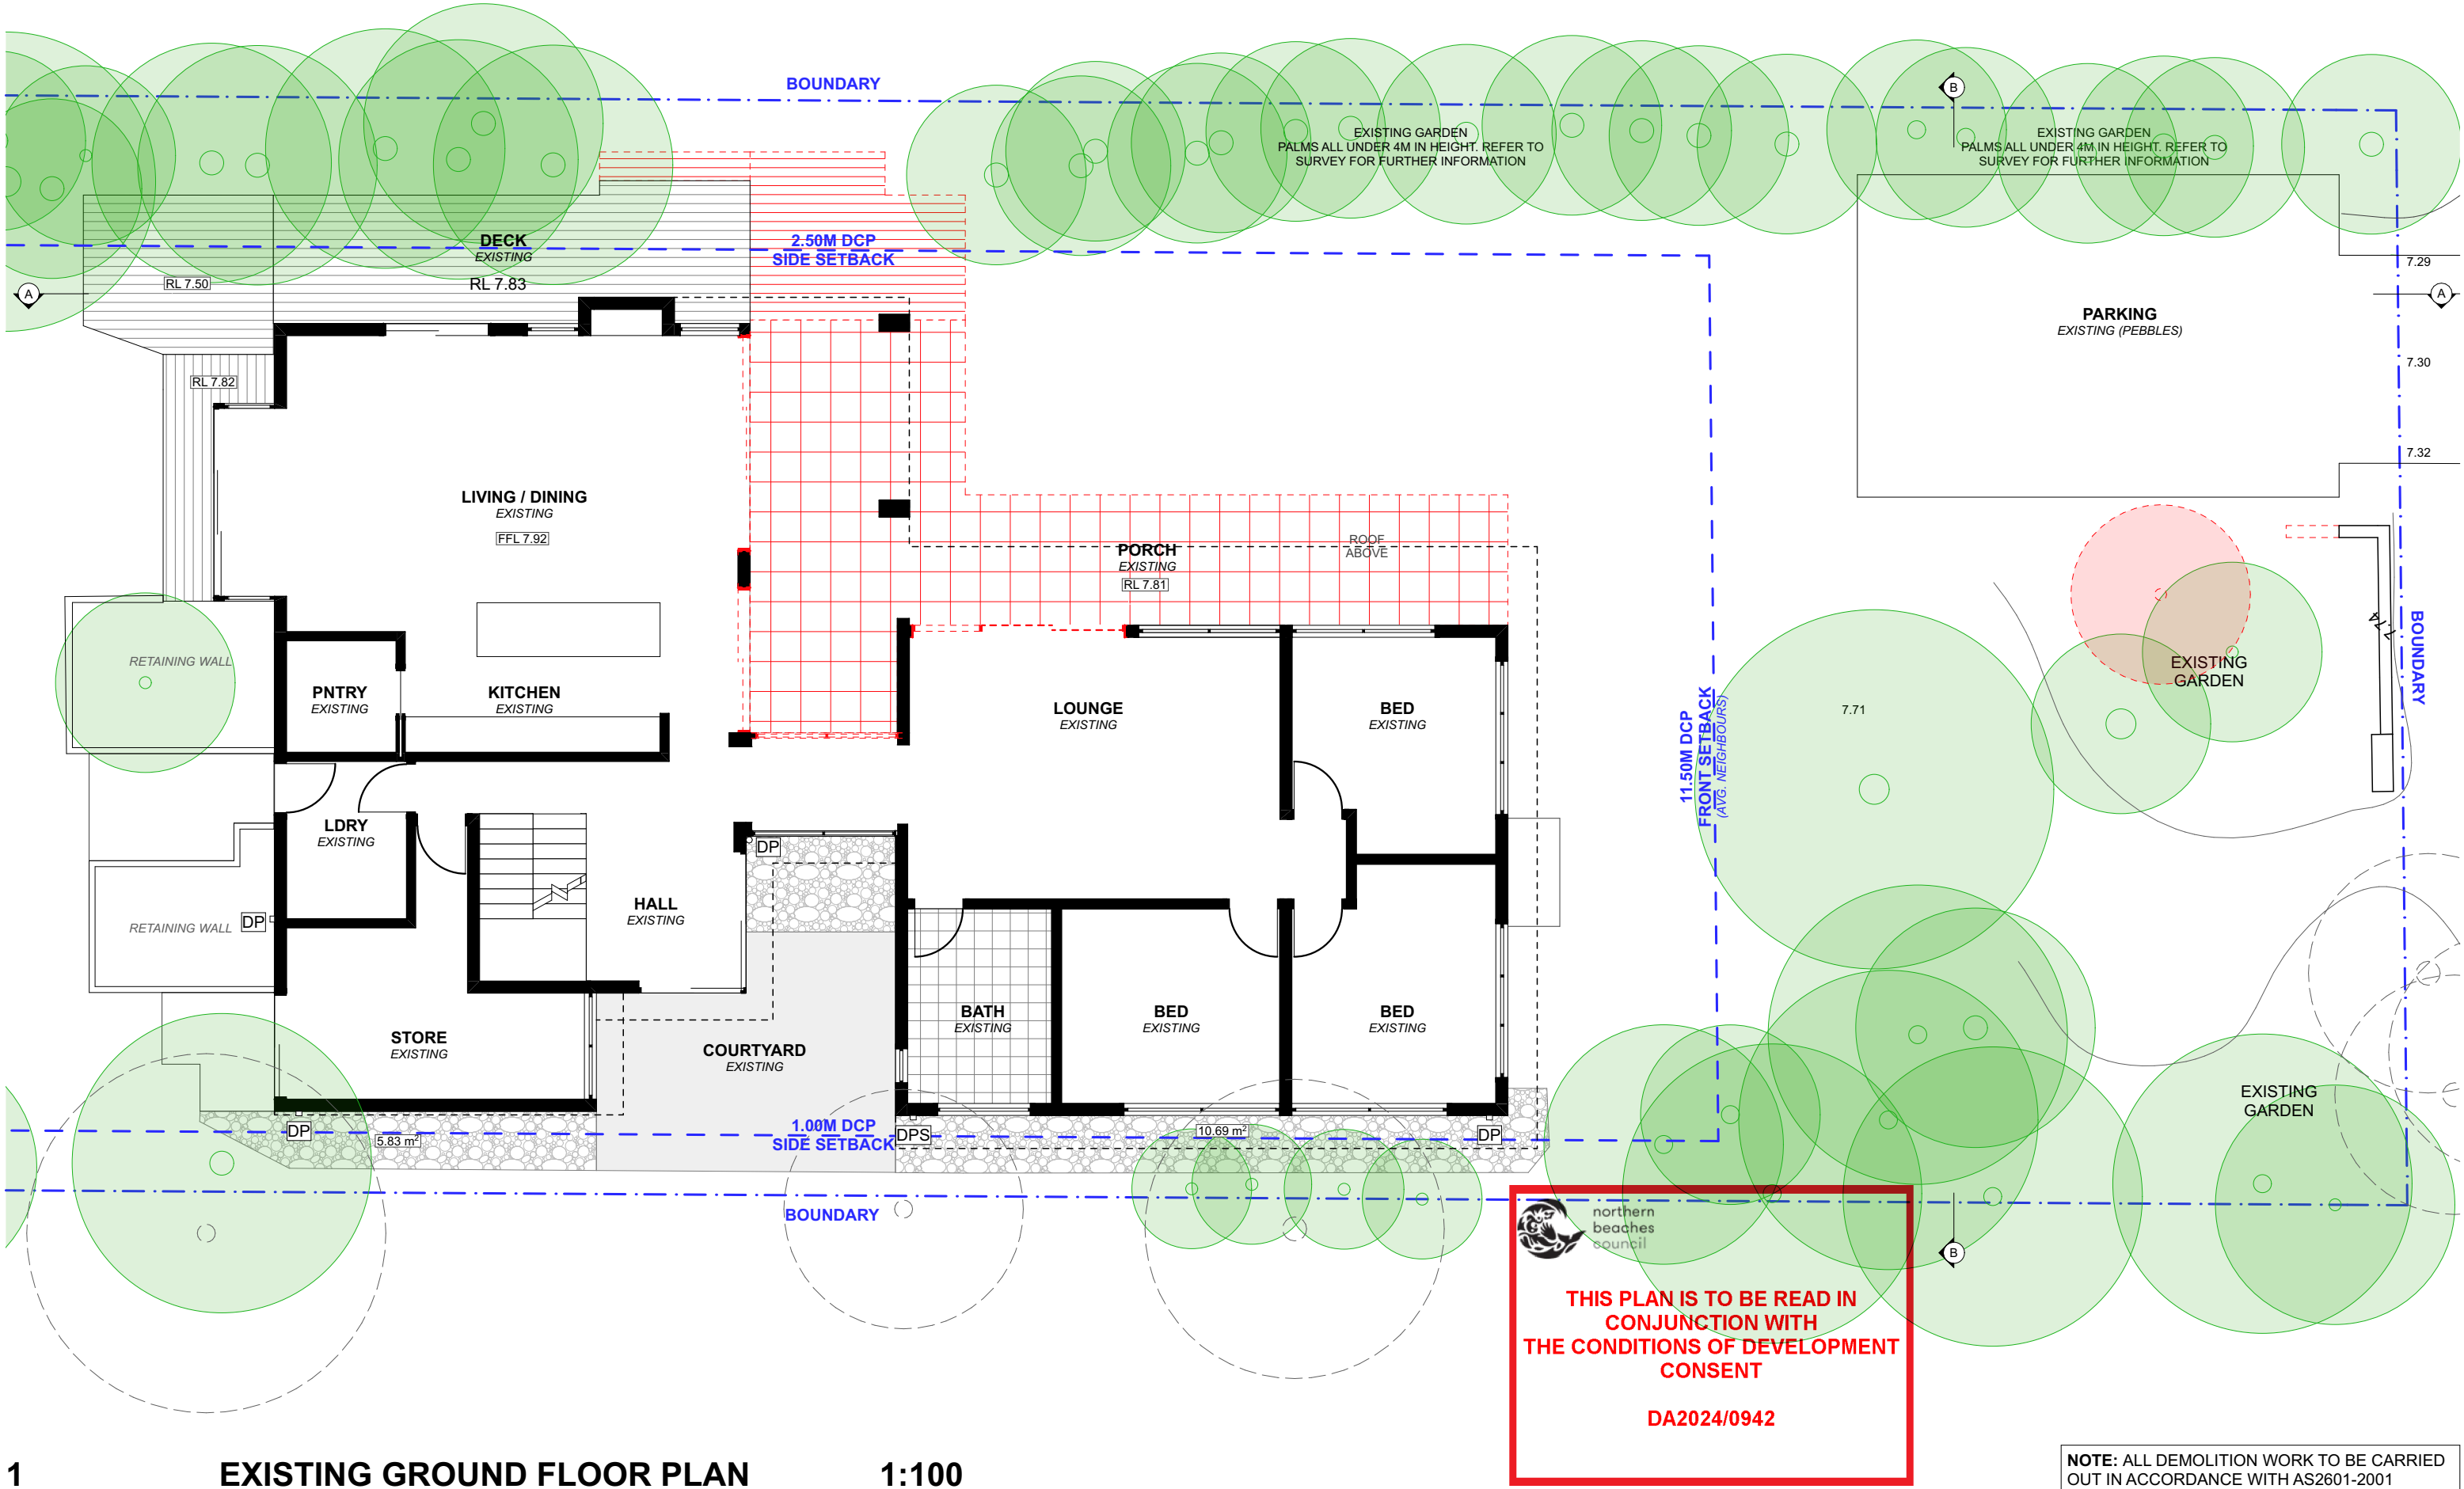 BOUNDARY
B
EXISTING GARDEN
PALMS ALL UNDER 4M IN HEIGHT. REFER TO
SURVEY FOR FURTHER INFORMATION
EXISTING GARDEN
PALMS ALL UNDER 4M IN HEIGHT. REFER TO
SURVEY FOR FURTHER INFORMATION
DECK
EXISTING
RL 7.83
2.50M DCP
SIDE SETBACK
RL 7.50
A
7.29
A
PARKING
EXISTING (PEBBLES)
7.30
RL 7.82
7.32
LIVING / DINING
EXISTING
FFL 7.92
PORCH
EXISTING
RL 7.81
ROOF
ABOVE
BOUNDARY
RETAINING WALL
PNTRY
EXISTING
KITCHEN
EXISTING
LOUNGE
EXISTING
BED
EXISTING
11.50M DCP
FRONT SETBACK
(AVG. NEIGHBOURS)
7.71
EXISTING
GARDEN
LDRY
EXISTING
DP
HALL
EXISTING
RETAINING WALL
DP
STORE
EXISTING
COURTYARD
EXISTING
BATH
EXISTING
BED
EXISTING
BED
EXISTING
EXISTING
GARDEN
DP
5.83 m²
1.00M DCP
SIDE SETBACK
DPS
10.69 m²
DP
BOUNDARY
B
northern
beaches
council
THIS PLAN IS TO BE READ IN
CONJUNCTION WITH
THE CONDITIONS OF DEVELOPMENT
CONSENT
DA2024/0942
1
EXISTING GROUND FLOOR PLAN
1:100
NOTE: ALL DEMOLITION WORK TO BE CARRIED
OUT IN ACCORDANCE WITH AS2601-2001